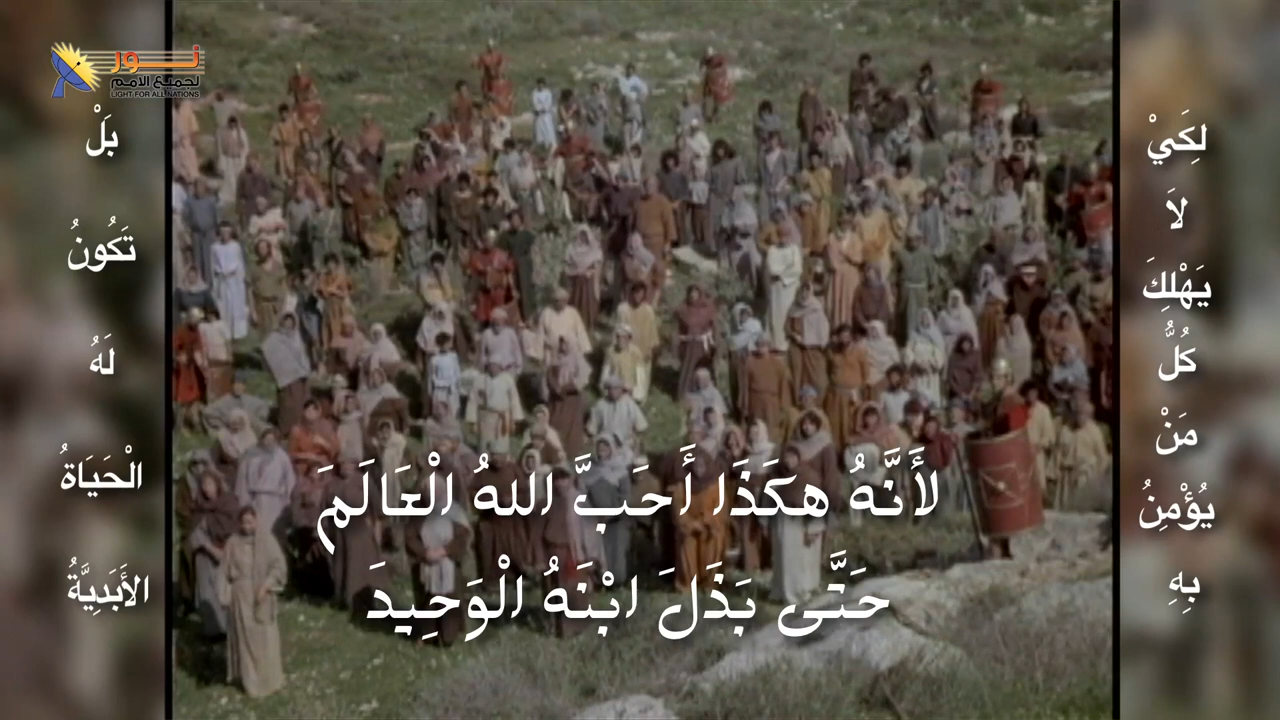 نور
لجميع الأمم
LIGHT FOR ALL NATIONS
لأَنَّهُ هكَذَا أَحَبَّ اللهُ الْعَالَمَ
حَتَّى بَذَلَ ابْنَهُ الْوَحِيدَ
لِكَيْ
لاَ
يَهْلِكَ
كُلُّ
مَنْ
يُؤْمِنُ
بِهِ
بَلْ
تَكُونُ
لَهُ
الْحَيَاةُ
الأَبَدِيَّةُ